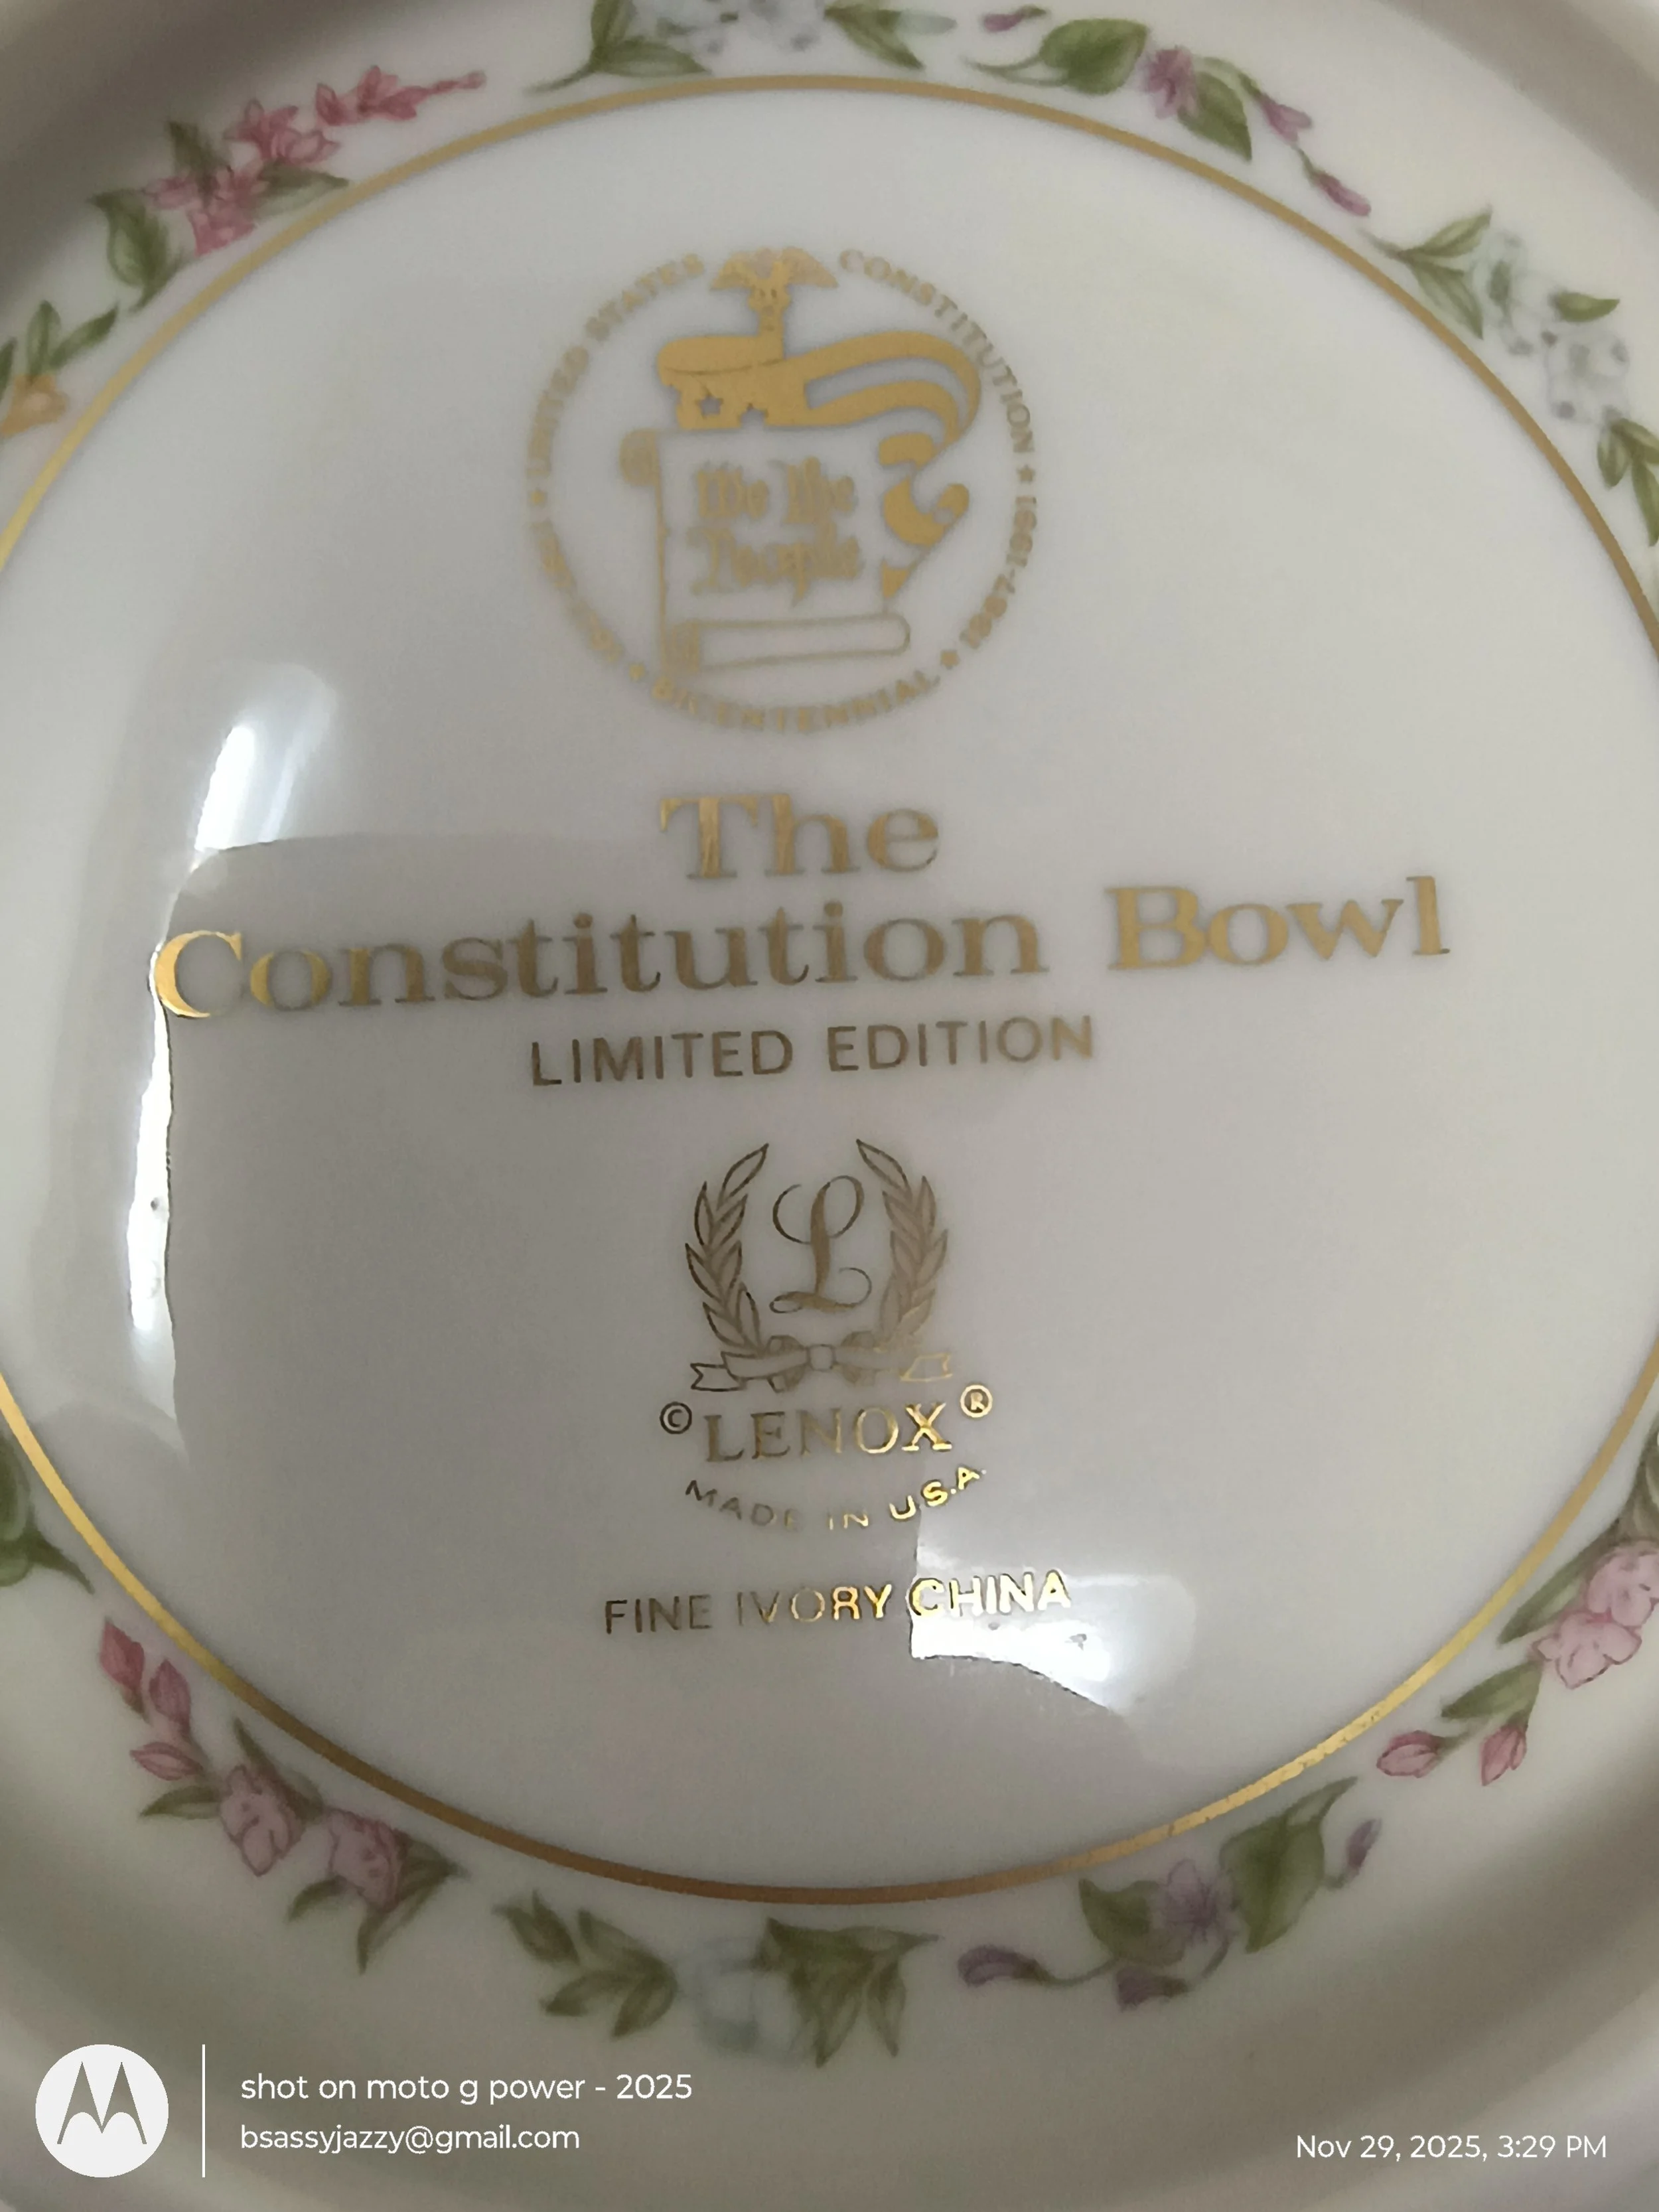 ★ UNITED STATES CONSTITUTION ★
We the
People
★ BICENTENNIAL ★ 1987-1991
The
Constitution Bowl
LIMITED EDITION
L
© LENOX ®
MADE IN U.S.A.
FINE IVORY CHINA
shot on moto g power - 2025
bsassyjazzy@gmail.com
Nov 29, 2025, 3:29 PM